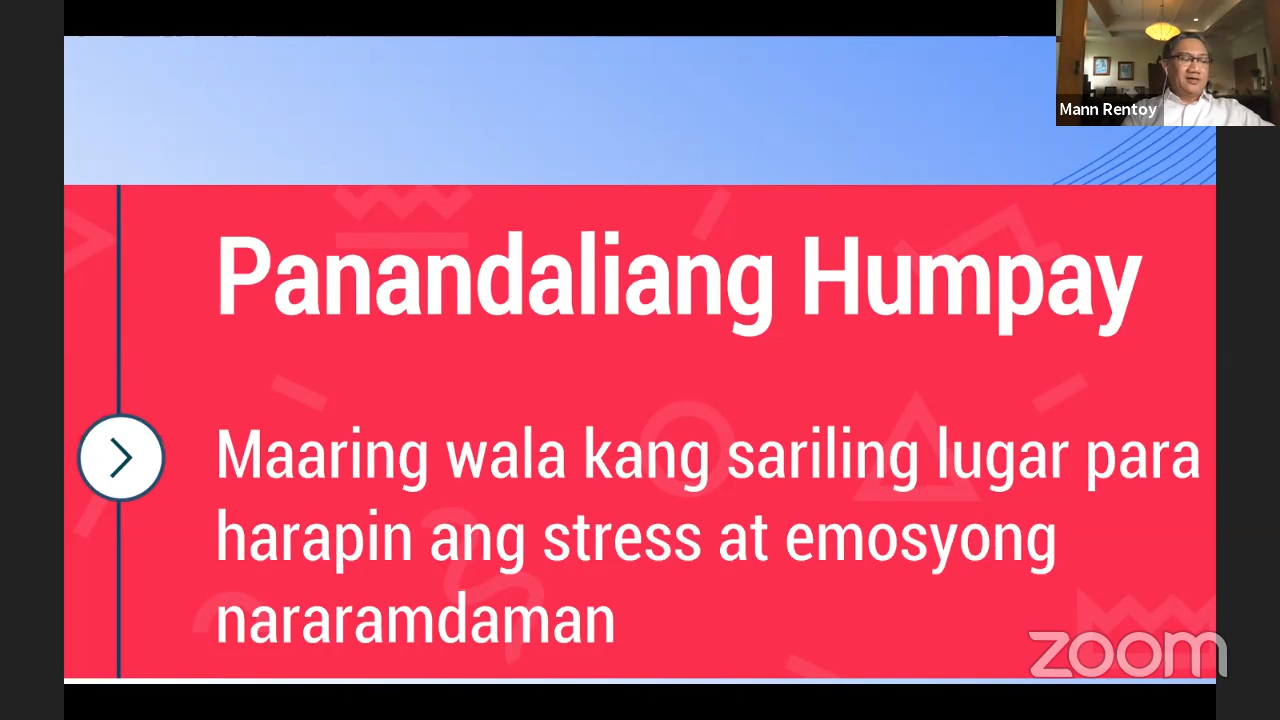 Mann Rentoy
Panandaliang Humpay
Maaring wala kang sariling lugar para
harapin ang stress at emosyong
nararamdaman
zoom